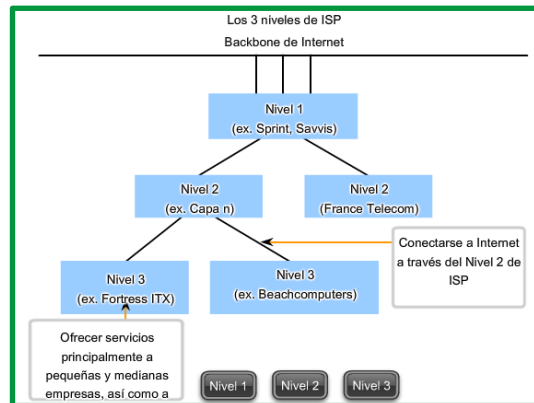 Los 3 niveles de ISP
Backbone de Internet
Nivel 1
(ex. Sprint, Savvis)
Nivel 2
(ex. Capa n)
Nivel 2
(France Telecom)
Conectarse a Internet
a través del Nivel 2 de
ISP
Nivel 3
(ex. Fortress ITX)
Nivel 3
(ex. Beachcomputers)
Ofrecer servicios
principalmente a
pequeñas y medianas
empresas, así como a
Nivel 1
Nivel 2
Nivel 3